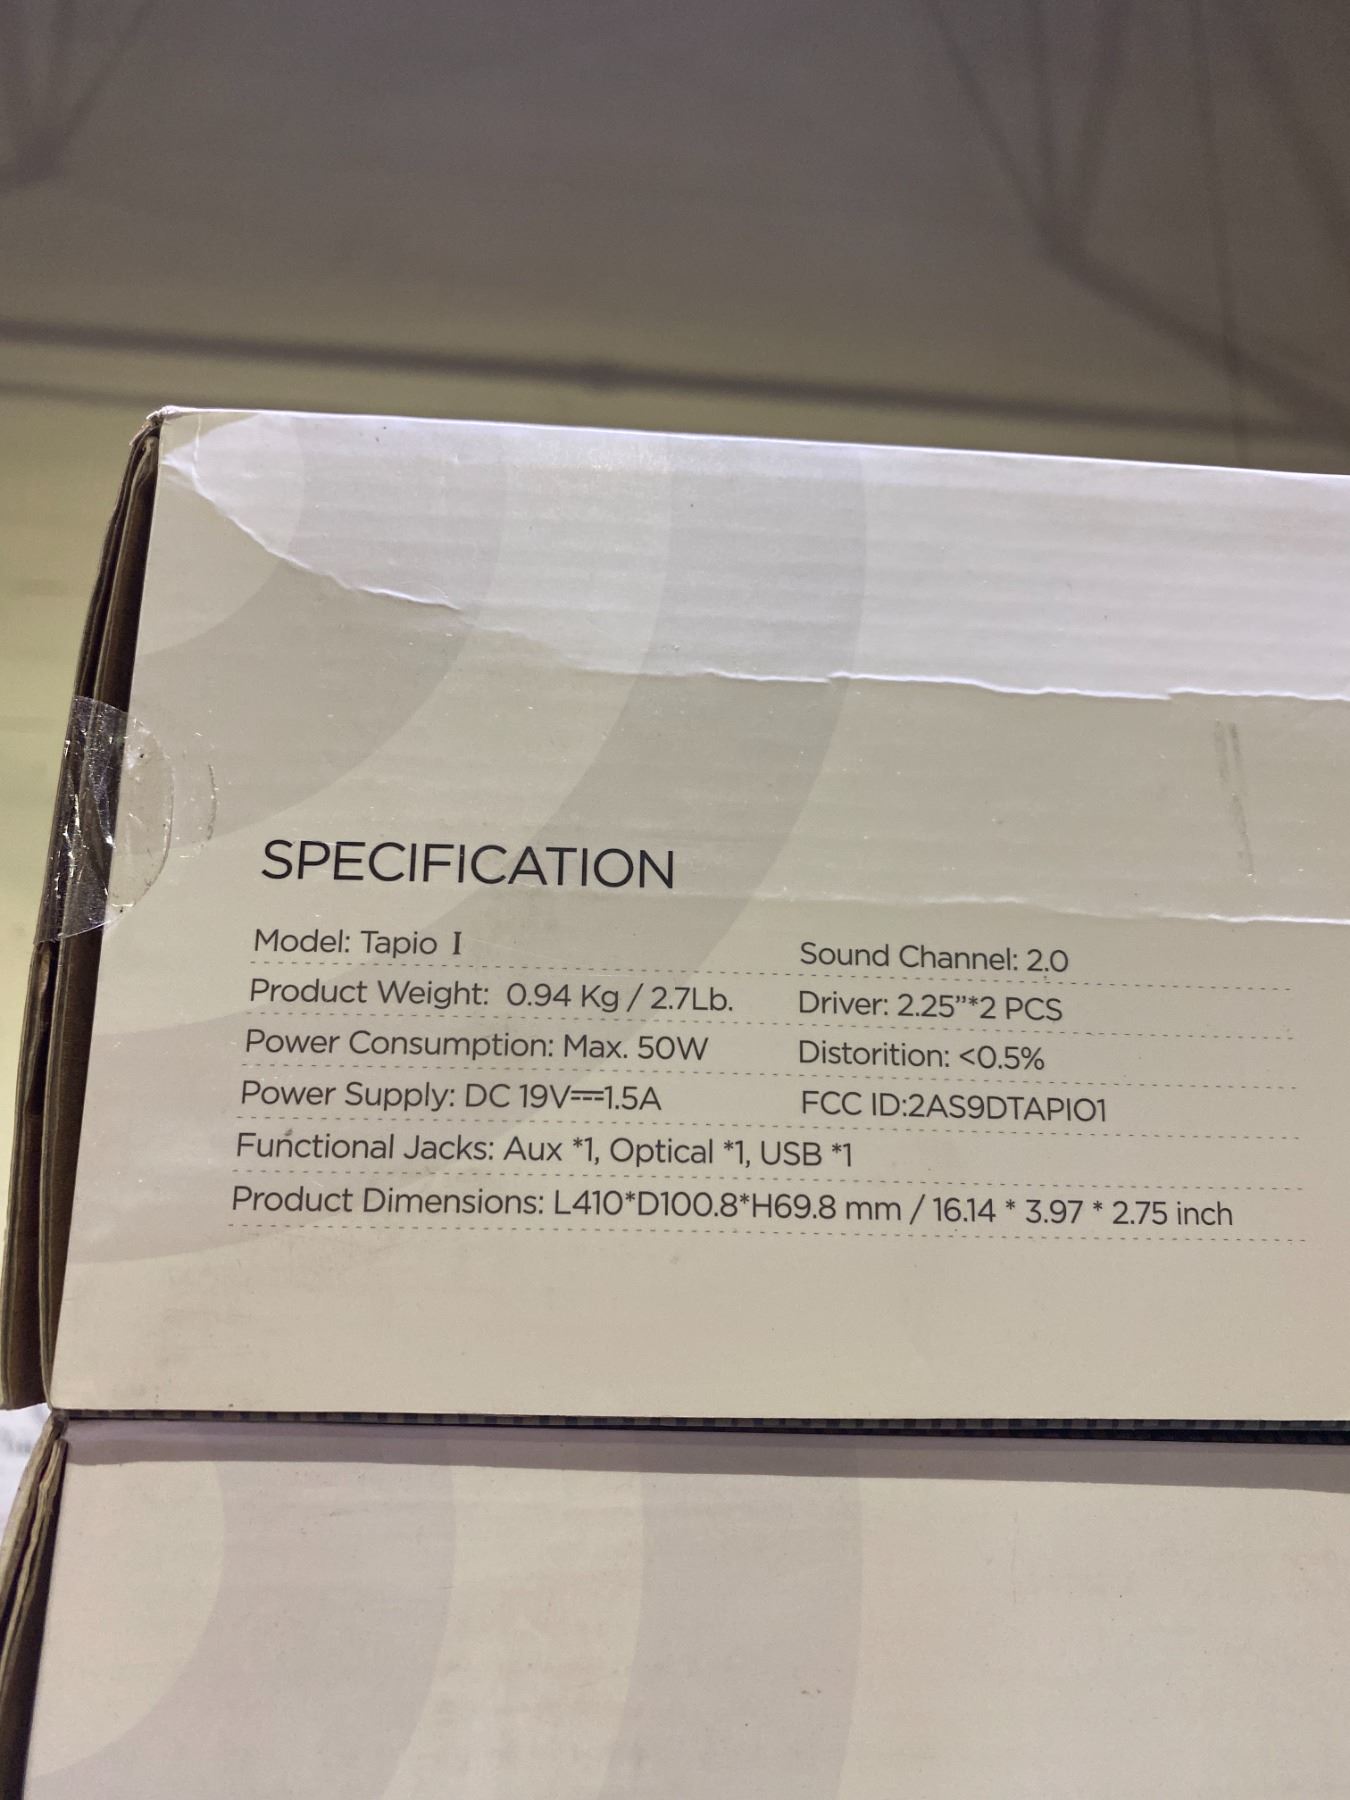 SPECIFICATION
Model: Tapio I
Sound Channel: 2.0
Product Weight: 0.94 Kg / 2.7Lb.
Driver: 2.25”*2 PCS
Power Consumption: Max. 50W
Distorition: <0.5%
Power Supply: DC 19V⎓1.5A
FCC ID:2AS9DTAPIO1
Functional Jacks: Aux *1, Optical *1, USB *1
Product Dimensions: L410*D100.8*H69.8 mm / 16.14 * 3.97 * 2.75 inch